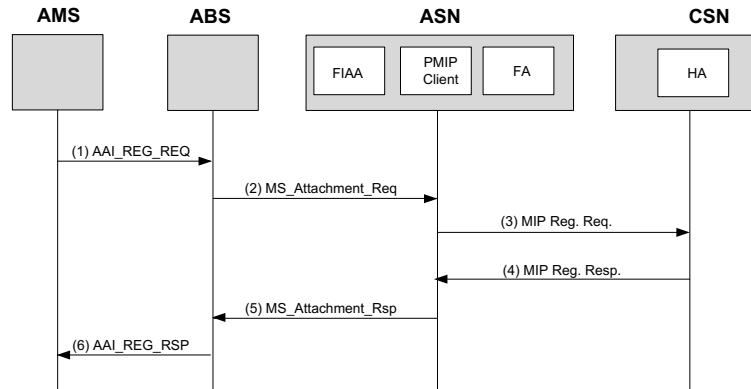 AMS
ABS
ASN
CSN
FIAA
PMIP
Client
FA
HA
(1) AAI_REG_REQ
(2) MS_Attachment_Req
(3) MIP Reg. Req.
(4) MIP Reg. Resp.
(5) MS_Attachment_Rsp
(6) AAI_REG_RSP